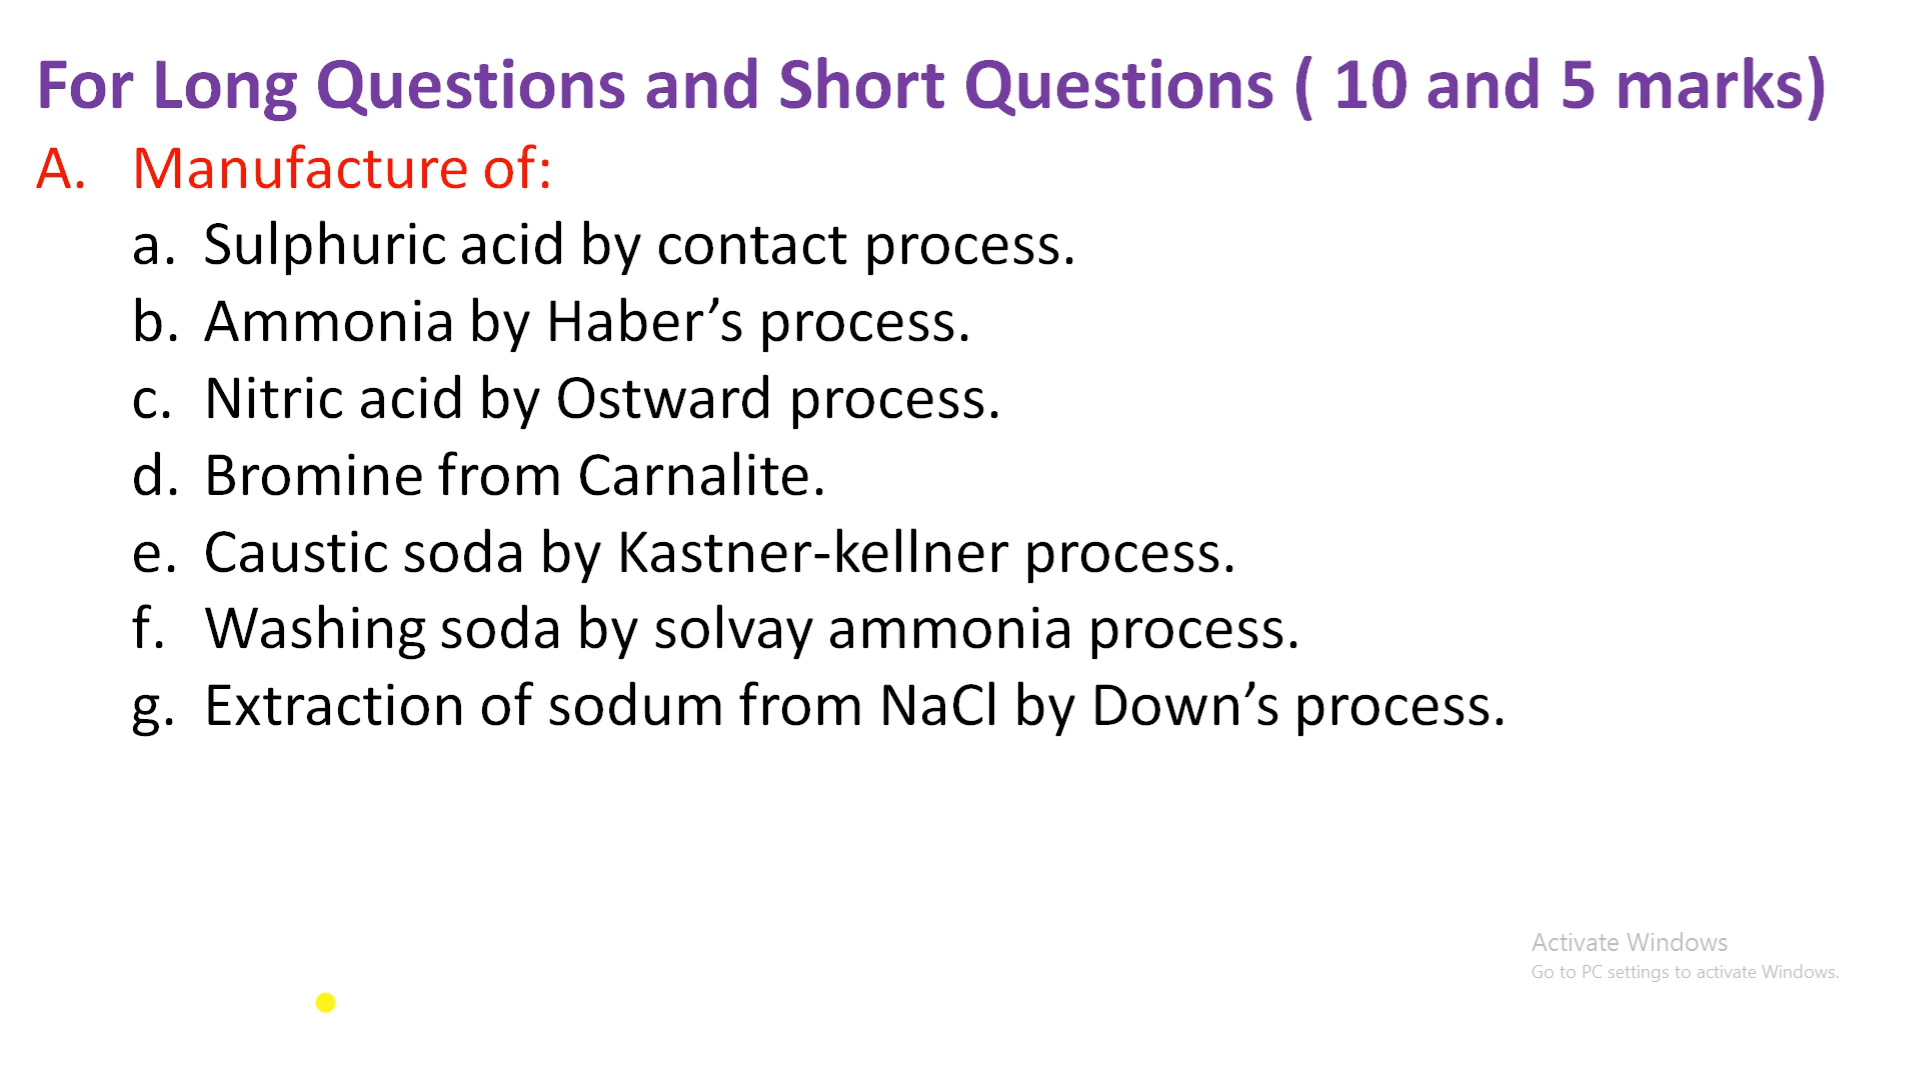 For Long Questions and Short Questions ( 10 and 5 marks)
A. Manufacture of:
a. Sulphuric acid by contact process.
b. Ammonia by Haber’s process.
c. Nitric acid by Ostward process.
d. Bromine from Carnalite.
e. Caustic soda by Kastner-kellner process.
f. Washing soda by solvay ammonia process.
g. Extraction of sodum from NaCl by Down’s process.
Activate Windows
Go to PC settings to activate Windows.